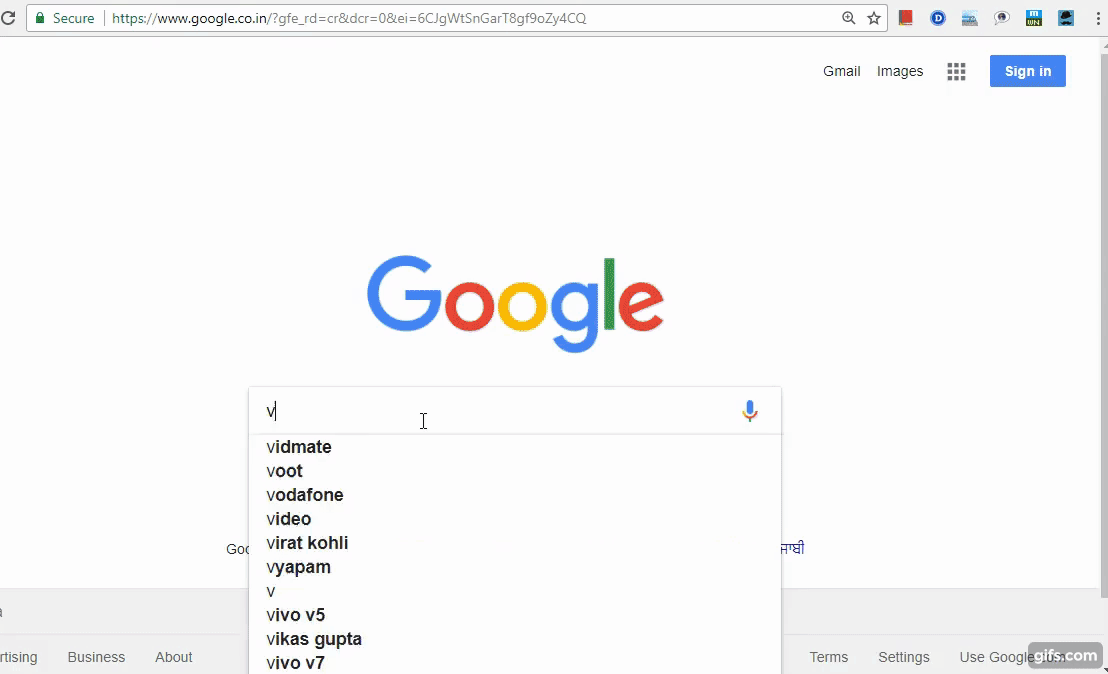 Secure https://www.google.co.in/?gfe_rd=cr&dcr=0&ei=6CJgWtSnGarT8gf9oZy4CQ
Gmail Images Sign in
Google
v
vidmate
voot
vodafone
video
virat kohli
vyapam
v
vivo v5
vikas gupta
vivo v7
Goo
ਜਾਬੀ
rtising Business About Terms Settings Use Google
gifs.com